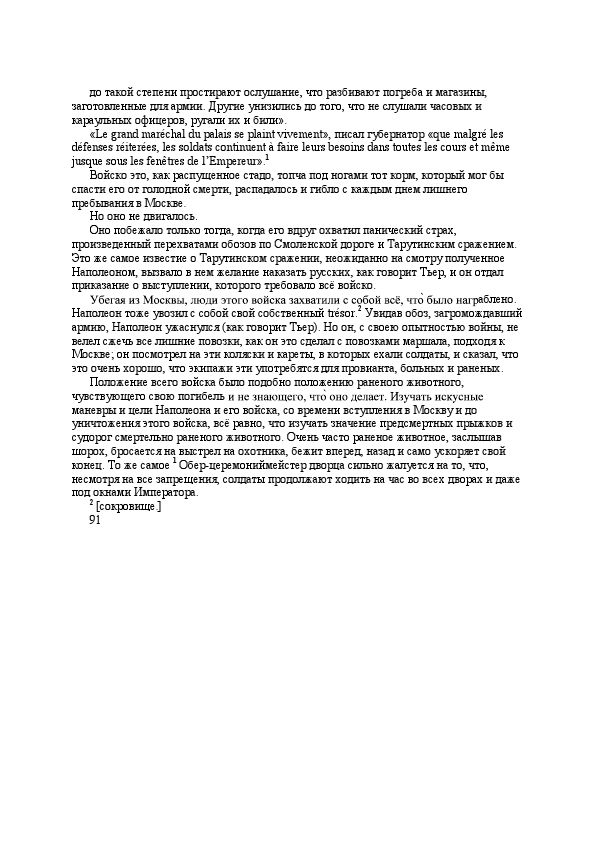 до такой степени простирают ослушание, что разбивают погреба и магазины,
заготовленные для армии. Другие унизились до того, что не слушали часовых и
караульных офицеров, ругали их и били».
«Le grand maréchal du palais se plaint vivement», писал губернатор «que malgré les
défenses réiterées, les soldats continuent à faire leurs besoins dans toutes les cours et même
jusque sous les fenêtres de l’Empereur».¹
Войско это, как распущенное стадо, топча под ногами тот корм, который мог бы
спасти его от голодной смерти, распадалось и гибло с каждым днем лишнего
пребывания в Москве.
Но оно не двигалось.
Оно побежало только тогда, когда его вдруг охватил панический страх,
произведенный перехватами обозов по Смоленской дороге и Тарутинским сражением.
Это же самое известие о Тарутинском сражении, неожиданно на смотру полученное
Наполеоном, вызвало в нем желание наказать русских, как говорит Тьер, и он отдал
приказание о выступлении, которого требовало всё войско.
Убегая из Москвы, люди этого войска захватили с собой всё, что̀ было награблено.
Наполеон тоже увозил с собой свой собственный trésor.² Увидав обоз, загромождавший
армию, Наполеон ужаснулся (как говорит Тьер). Но он, с своею опытностью войны, не
велел сжечь все лишние повозки, как он это сделал с повозками маршала, подходя к
Москве; он посмотрел на эти коляски и кареты, в которых ехали солдаты, и сказал, что
это очень хорошо, что экипажи эти употребятся для провианта, больных и раненых.
Положение всего войска было подобно положению раненого животного,
чувствующего свою погибель и не знающего, что̀ оно делает. Изучать искусные
маневры и цели Наполеона и его войска, со времени вступления в Москву и до
уничтожения этого войска, всё равно, что изучать значение предсмертных прыжков и
судорог смертельно раненого животного. Очень часто раненое животное, заслышав
шорох, бросается на выстрел на охотника, бежит вперед, назад и само ускоряет свой
конец. То же самое ¹ Обер-церемониймейстер дворца сильно жалуется на то, что,
несмотря на все запрещения, солдаты продолжают ходить на час во всех дворах и даже
под окнами Императора.
² [сокровище.]
91